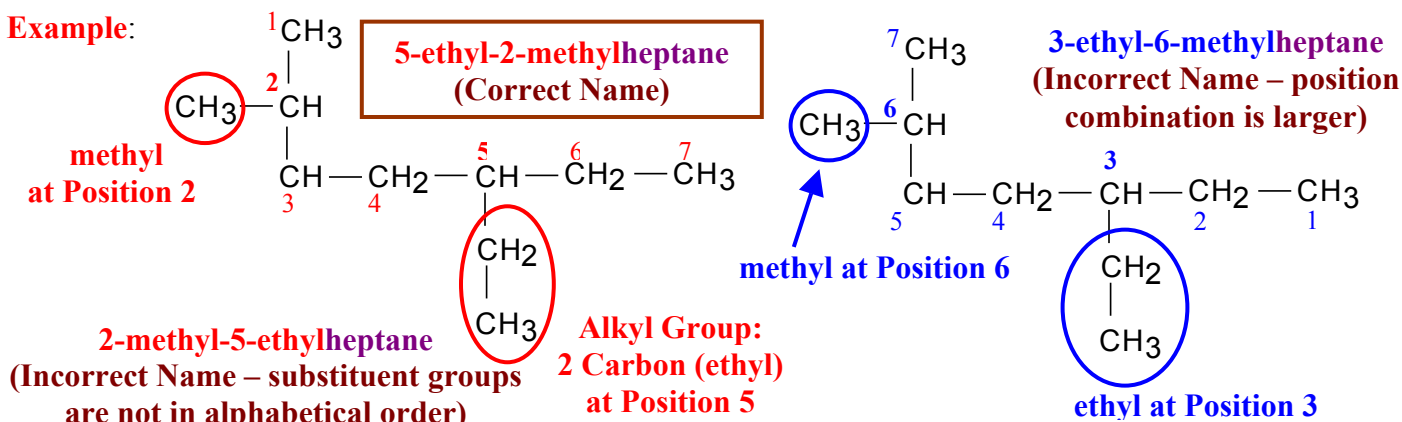 Example:
1
CH3
5-ethyl-2-methylheptane
(Correct Name)
2
CH3 CH
methyl
at Position 2
5 6 7
CH CH2 CH CH2 CH3
3 4
CH2
CH3
2-methyl-5-ethylheptane
(Incorrect Name – substituent groups
are not in alphabetical order)
Alkyl Group:
2 Carbon (ethyl)
at Position 5
7
CH3
3-ethyl-6-methylheptane
(Incorrect Name – position
combination is larger)
6
CH3 CH
3
CH CH2 CH CH2 CH3
5 4 2 1
methyl at Position 6
CH2
CH3
ethyl at Position 3